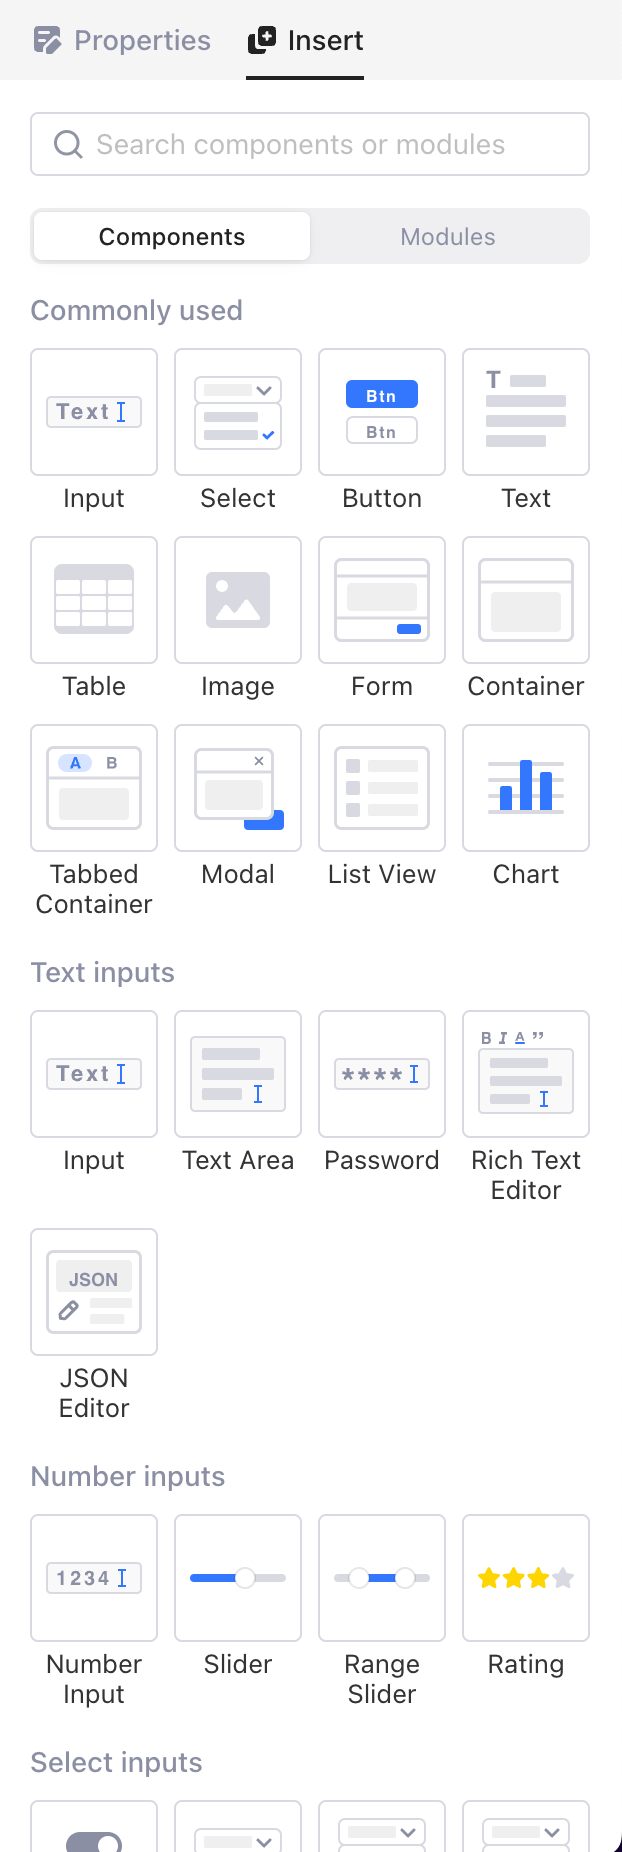 Properties Insert
Search components or modules
Components Modules
Commonly used
Text Btn T
Btn
Input Select Button Text
Table Image Form Container
A B ×
Tabbed Modal List View Chart
Container
Text inputs
B I A ”
Text ****
Input Text Area Password Rich Text
Editor
JSON
JSON
Editor
Number inputs
1234
Number Slider Range Rating
Input Slider
Select inputs